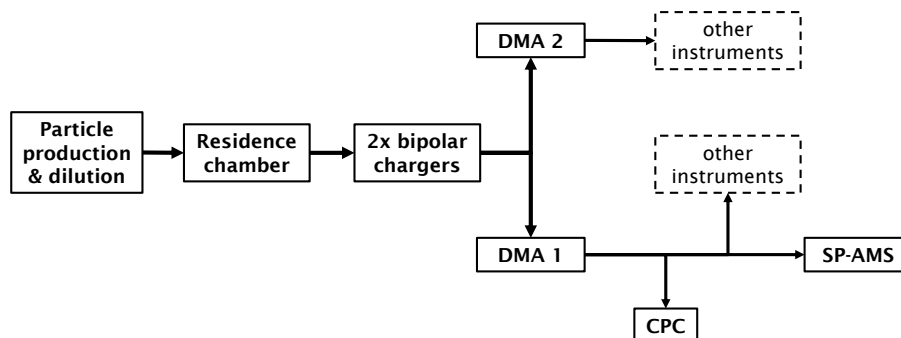 DMA 2
other
instruments
Particle
production
& dilution
Residence
chamber
2x bipolar
chargers
other
instruments
DMA 1
SP-AMS
CPC